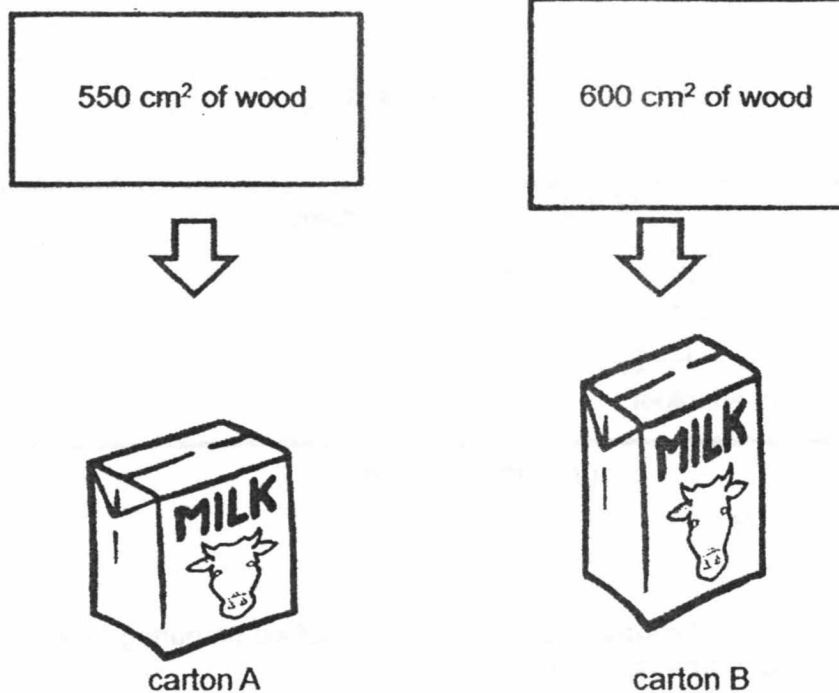 550 cm² of wood
600 cm² of wood
MILK
MILK
carton A
carton B